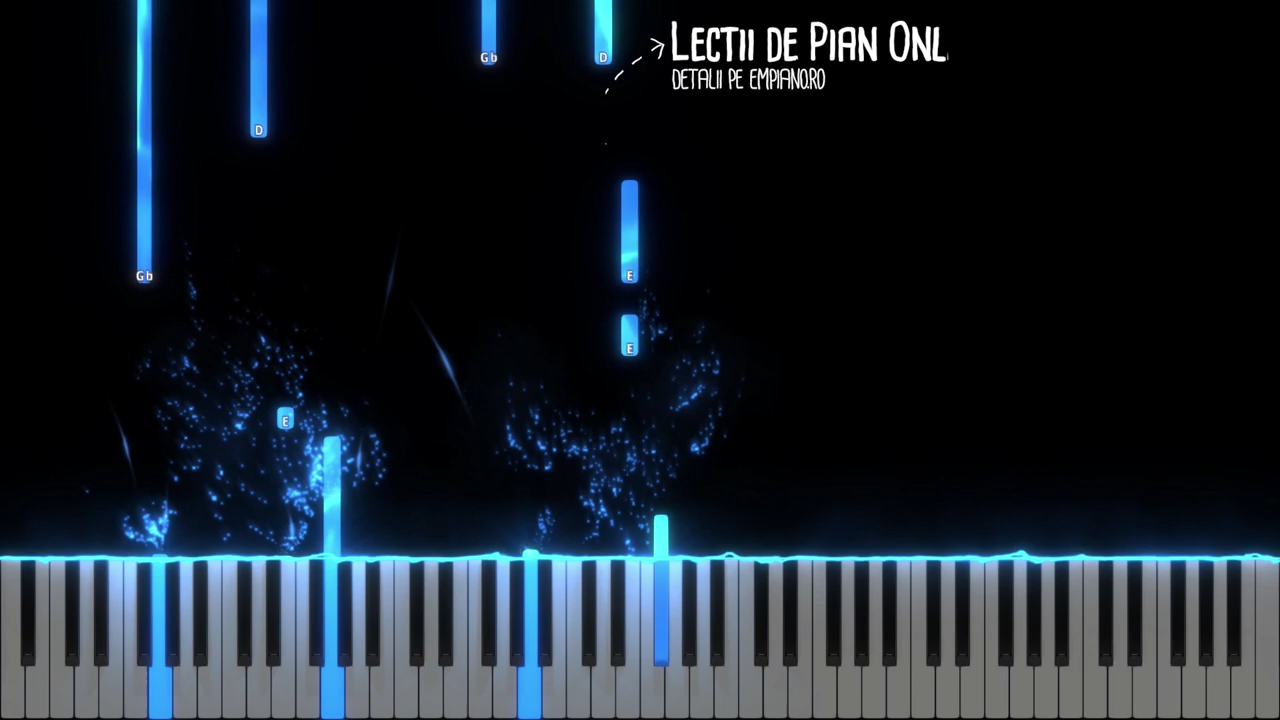 Gb
D
Gb
D
LECTII DE PIAN ONL
DETALII PE EMPIANO.RO
E
E
E